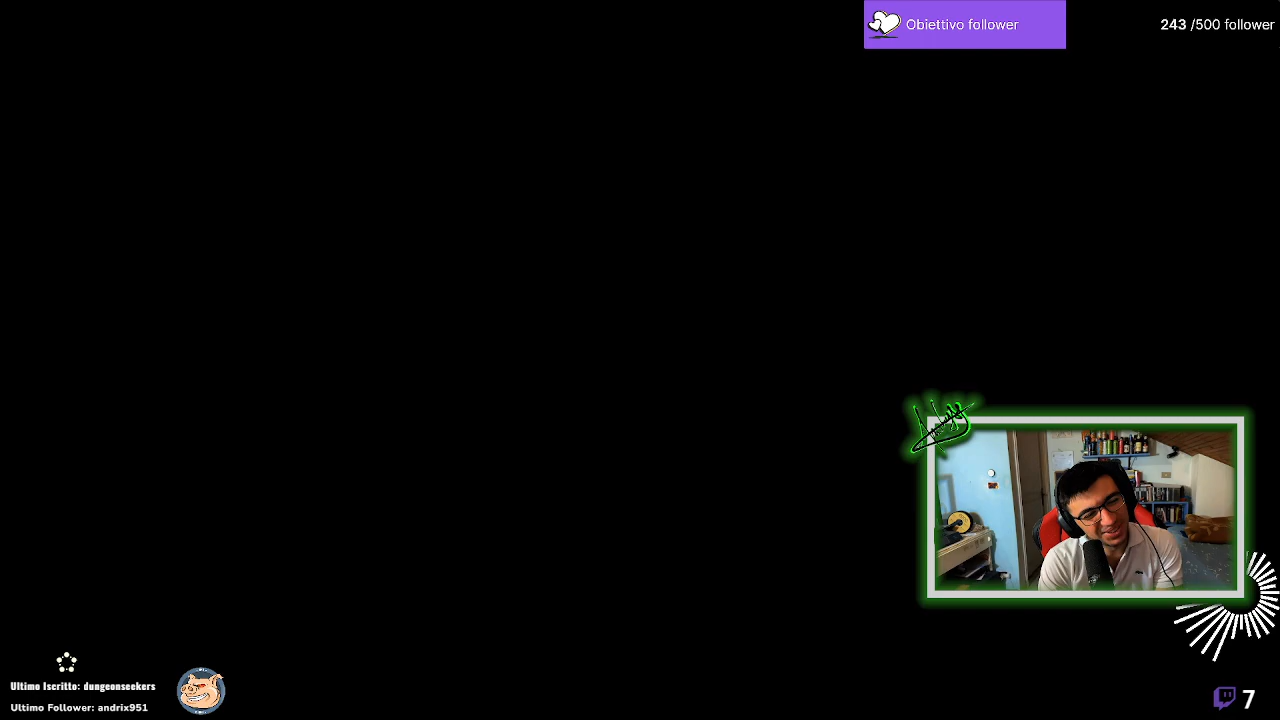 Obiettivo follower
243 /500 follower
Ultimo Iscritto: dungeonseekers
Ultimo Follower: andrix951
7